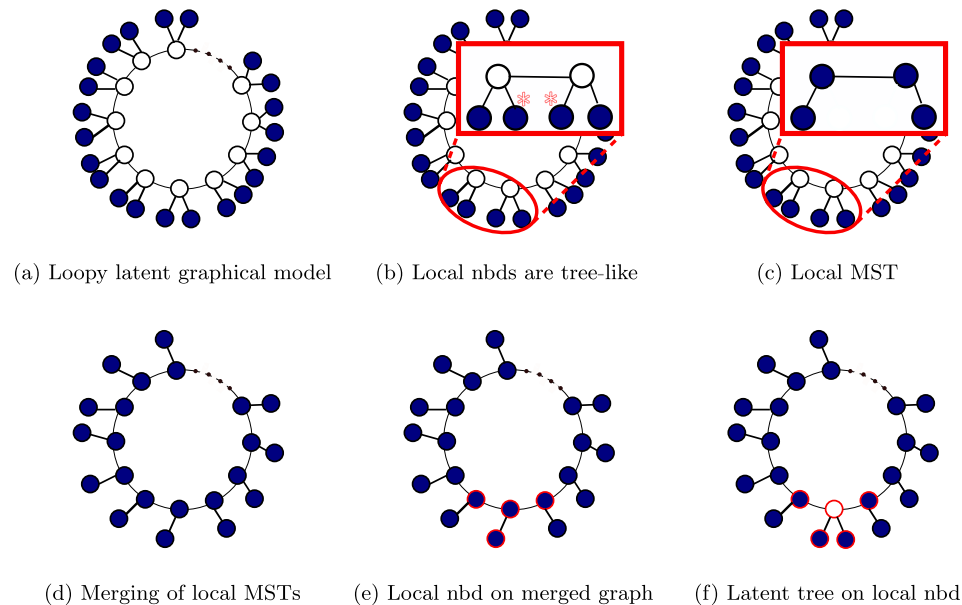 (a) Loopy latent graphical model
(b) Local nbds are tree-like
(c) Local MST
(d) Merging of local MSTs
(e) Local nbd on merged graph
(f) Latent tree on local nbd